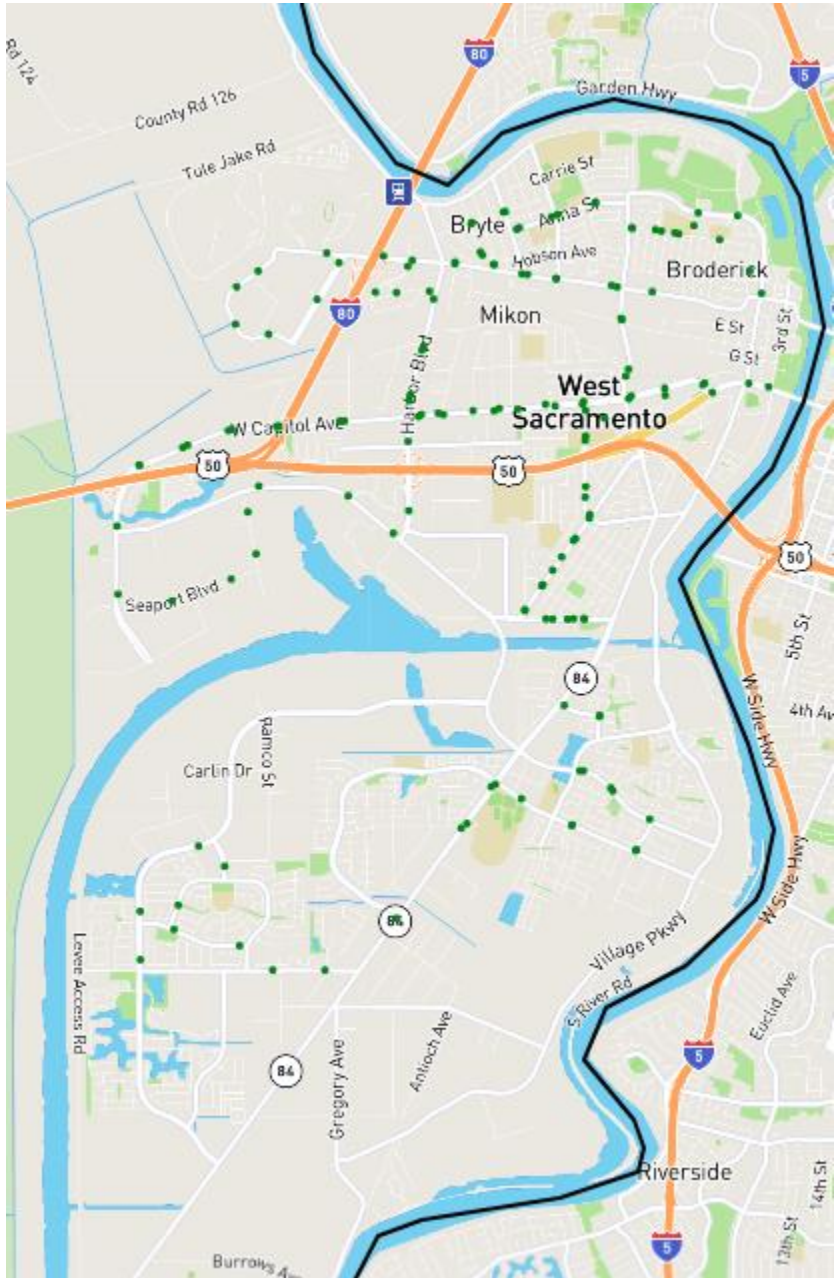 Rd 124
80
5
Garden Hwy
County Rd 126
Tule Jake Rd
Carrie St
Anna St
Bryte
Hobson Ave
Broderick
80
Mikon
E St
3rd St
G St
Harbor Blvd
West
Sacramento
W Capitol Ave
50
50
50
Seaport Blvd
5th St
84
W Side Hwy
4th Av
Ramco St
Carlin Dr
W Side Hwy
84
Village Pkwy
Levee Access Rd
S River Rd
Euclid Ave
Antioch Ave
5
84
Gregory Ave
Riverside
14th St
13th St
5
Burrows